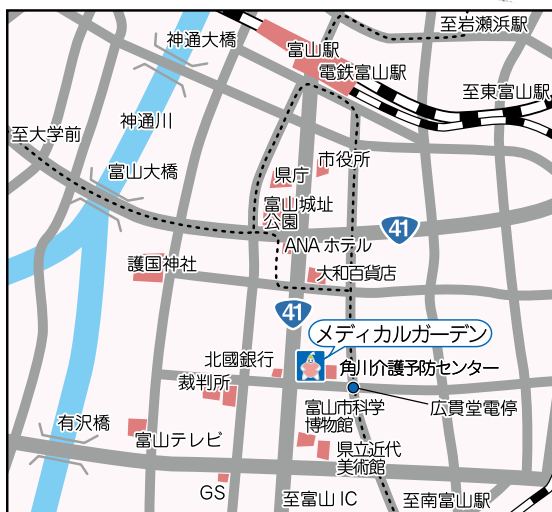 至岩瀬浜駅
神通大橋
富山駅
電鉄富山駅
至東富山駅
神通川
至大学前
富山大橋
市役所
県庁
富山城址
公園
41
ANAホテル
護国神社
大和百貨店
41
メディカルガーデン
北國銀行
角川介護予防センター
裁判所
富山市科学
博物館
広貫堂電停
有沢橋
富山テレビ
県立近代
美術館
GS
至富山IC
至南富山駅